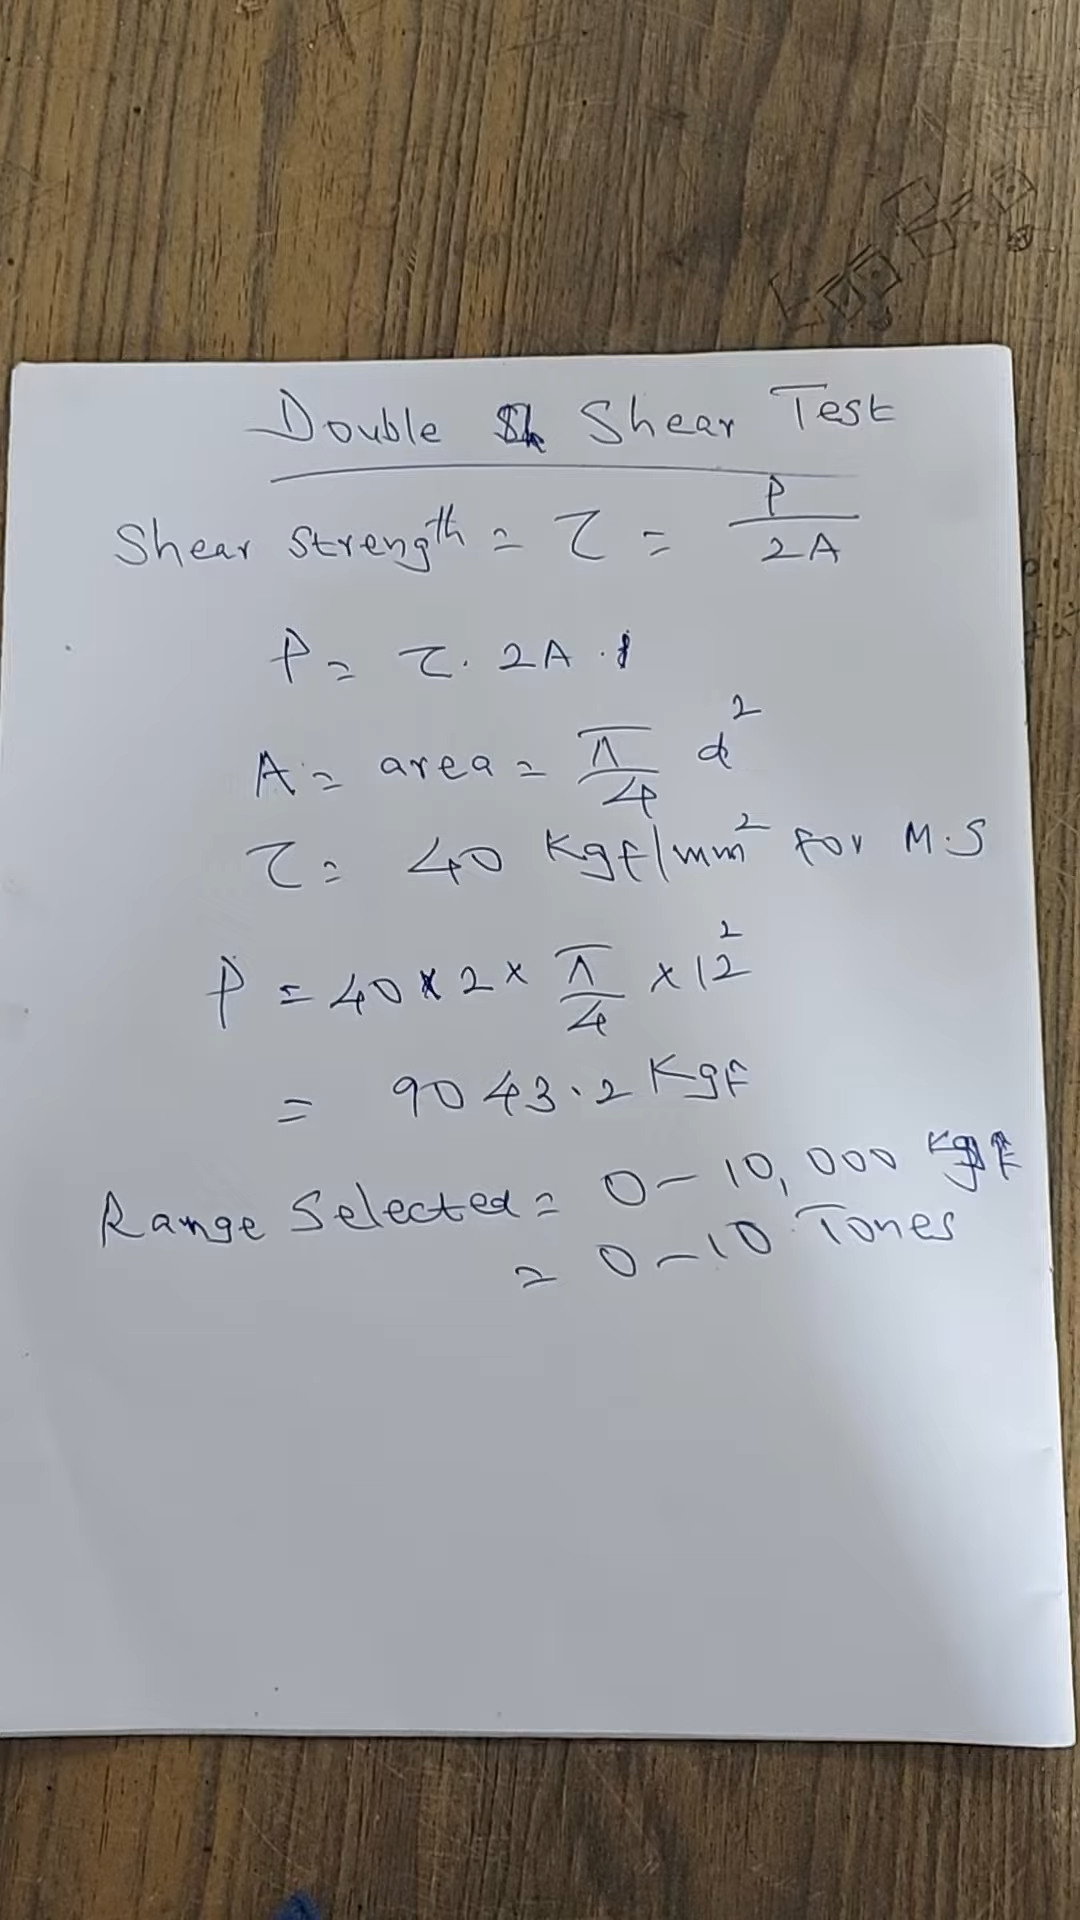 Double Shear Test
Shear strength = τ = P/2A
P = τ. 2A .
A = area = π/4 d²
τ = 40 Kgf/mm² for M.S
P = 40 x 2 x π/4 x 12²
= 9043.2 Kgf
Range Selected = 0 – 10,000 Kgf
= 0 – 10 Tones